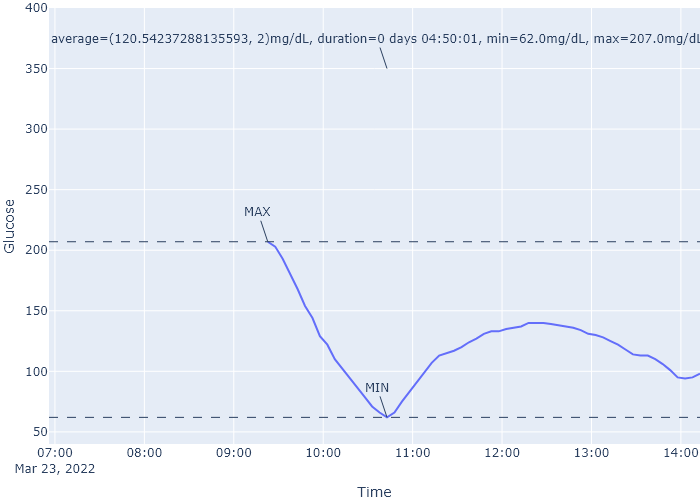 400
average=(120.54237288135593, 2)mg/dL, duration=0 days 04:50:01, min=62.0mg/dL, max=207.0mg/dL
350
300
250
MAX
Glucose
200
150
100
MIN
50
07:00 08:00 09:00 10:00 11:00 12:00 13:00 14:00
Mar 23, 2022
Time